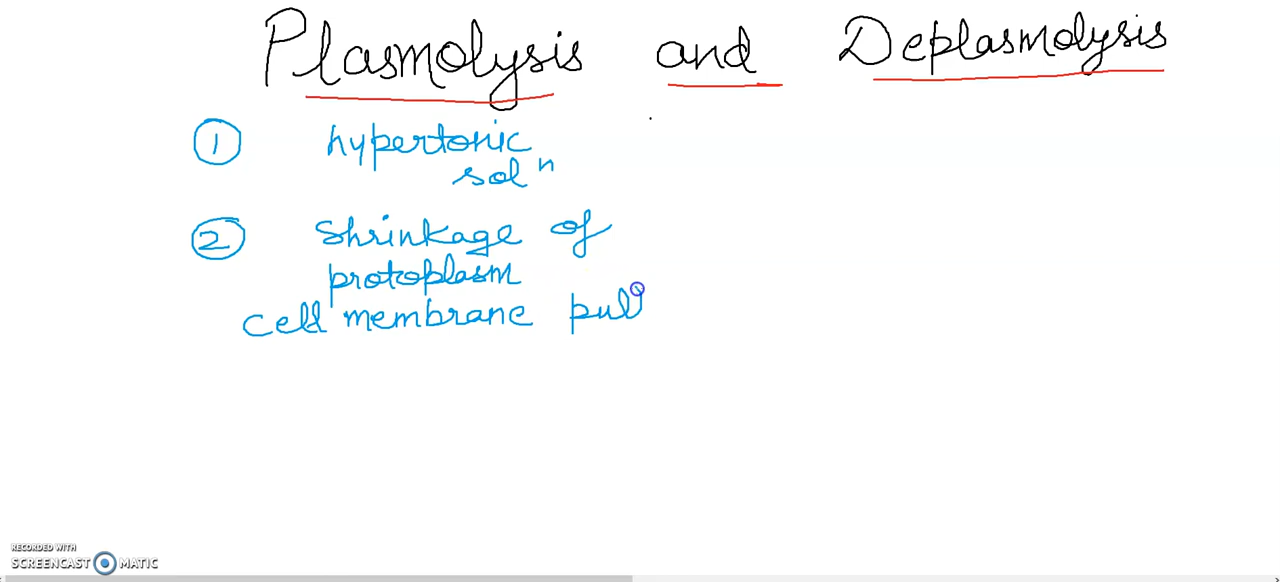 Plasmolysis and Deplasmolysis
1 hypertonic
solⁿ
2 shrinkage of
protoplasm
cell membrane pull
RECORDED WITH
SCREENCAST MATIC